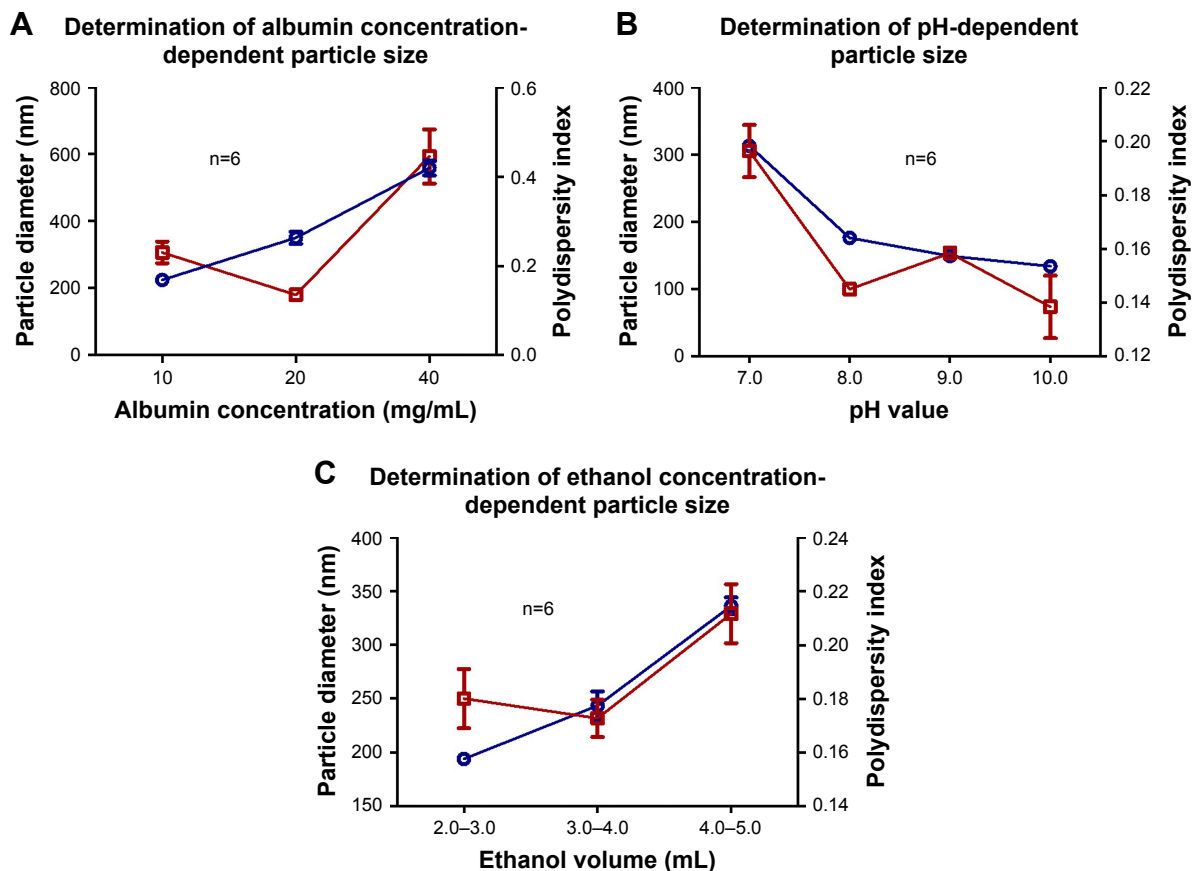 A
Determination of albumin concentration-
dependent particle size
800
600
400
200
0
Particle diameter (nm)
n=6
0.6
0.4
0.2
0.0
Polydispersity index
10
20
40
Albumin concentration (mg/mL)
B
Determination of pH-dependent
particle size
400
300
200
100
0
Particle diameter (nm)
n=6
0.22
0.20
0.18
0.16
0.14
0.12
Polydispersity index
7.0
8.0
9.0
10.0
pH value
C
Determination of ethanol concentration-
dependent particle size
400
350
300
250
200
150
Particle diameter (nm)
n=6
0.24
0.22
0.20
0.18
0.16
0.14
Polydispersity index
2.0–3.0
3.0–4.0
4.0–5.0
Ethanol volume (mL)